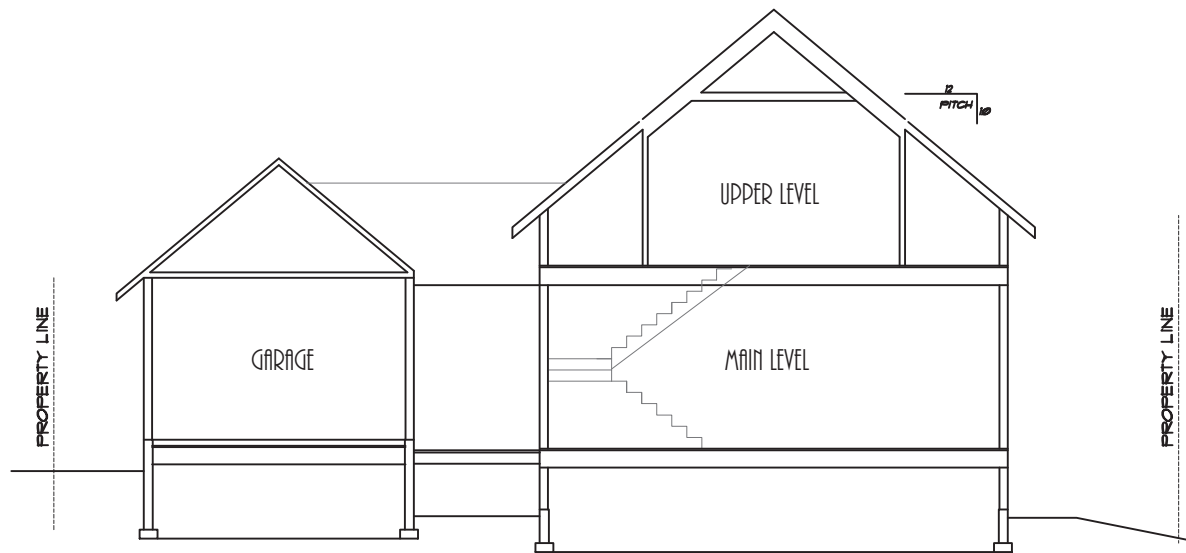 12
PITCH 10
UPPER LEVEL
PROPERTY LINE
GARAGE
MAIN LEVEL
PROPERTY LINE